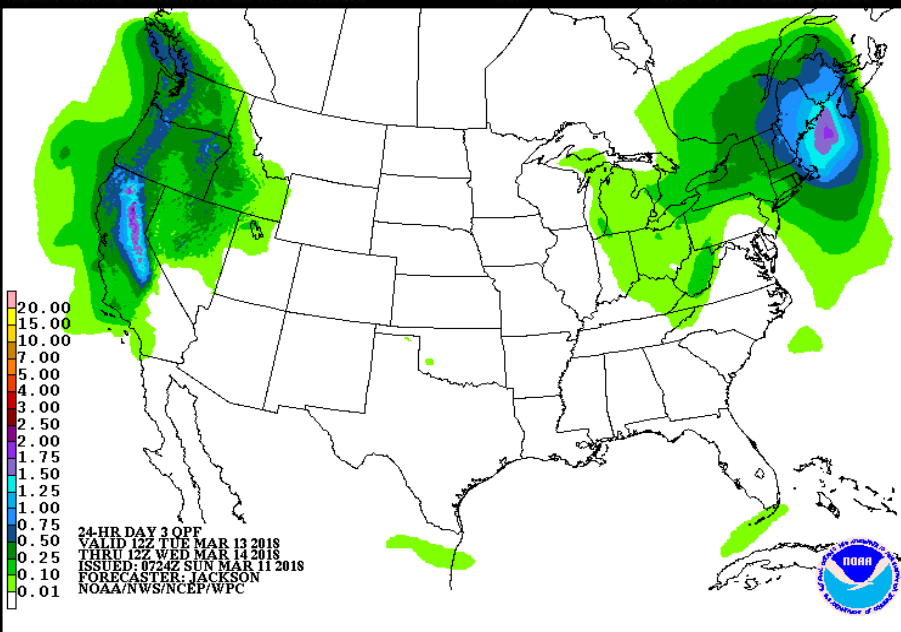 20.00
15.00
10.00
7.00
5.00
4.00
3.00
2.50
2.00
1.75
1.50
1.25
1.00
0.75
0.50
0.25
0.10
0.01
24-HR DAY 3 QPF
VALID 12Z TUE MAR 13 2018
THRU 12Z WED MAR 14 2018
ISSUED: 0724Z SUN MAR 11 2018
FORECASTER: JACKSON
NOAA/NWS/NCEP/WPC
NOAA